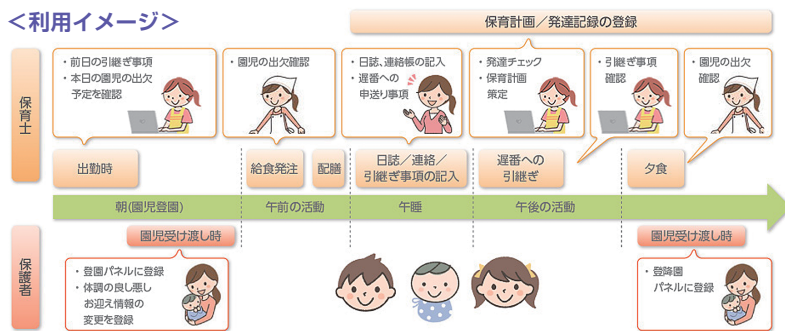 ＜利用イメージ＞
保育計画／発達記録の登録
保育士
・前日の引継ぎ事項
・本日の園児の出欠
予定を確認
・園児の出欠確認
・日誌、連絡帳の記入
・遅番への
申送り事項
・発達チェック
・保育計画
策定
・引継ぎ事項
確認
・園児の出欠
確認
出勤時
給食発注
配膳
日誌／連絡／
引継ぎ事項の記入
遅番への
引継ぎ
夕食
朝(園児登園)
午前の活動
午睡
午後の活動
保護者
園児受け渡し時
・登園パネルに登録
・体調の良し悪し
お迎え情報の
変更を登録
園児受け渡し時
・登降園
パネルに登録